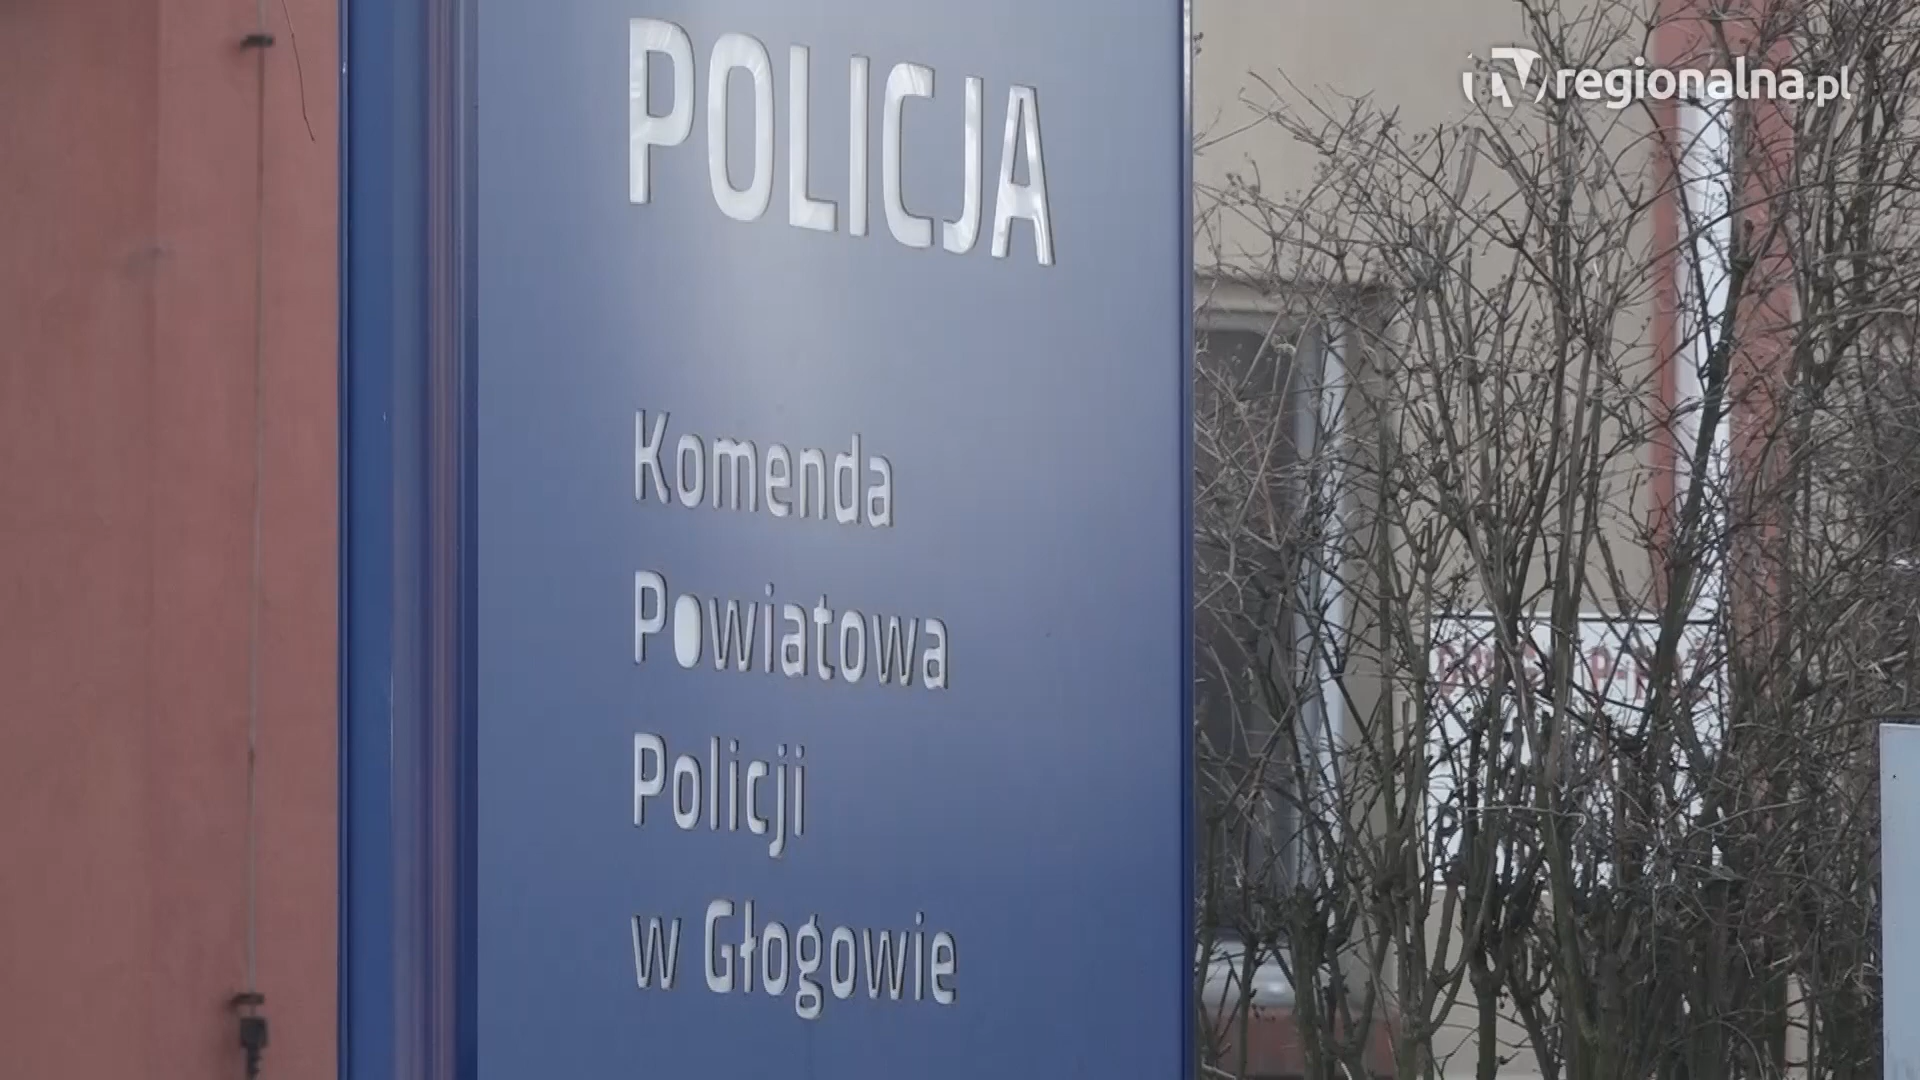 regionalna.pl
POLICJA
Komenda
Powiatowa
Policji
w Głogowie